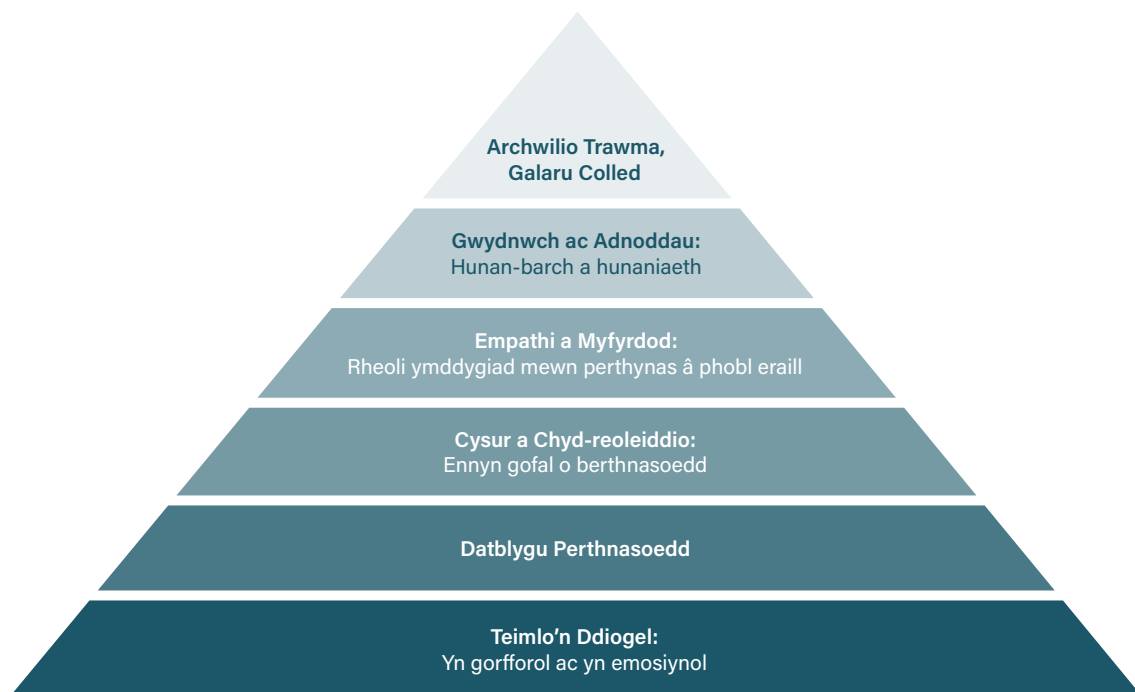 Archwilio Trawma,
Galaru Colled
Gwydnwch ac Adnoddau:
Hunan-barch a hunaniaeth
Empathi a Myfyrdod:
Rheoli ymddygiad mewn perthynas â phobl eraill
Cysur a Chyd-reoleiddio:
Ennyn gofal o berthnasoedd
Datblygu Perthnasoedd
Teimlo’n Ddiogel:
Yn gorfforol ac yn emosiynol